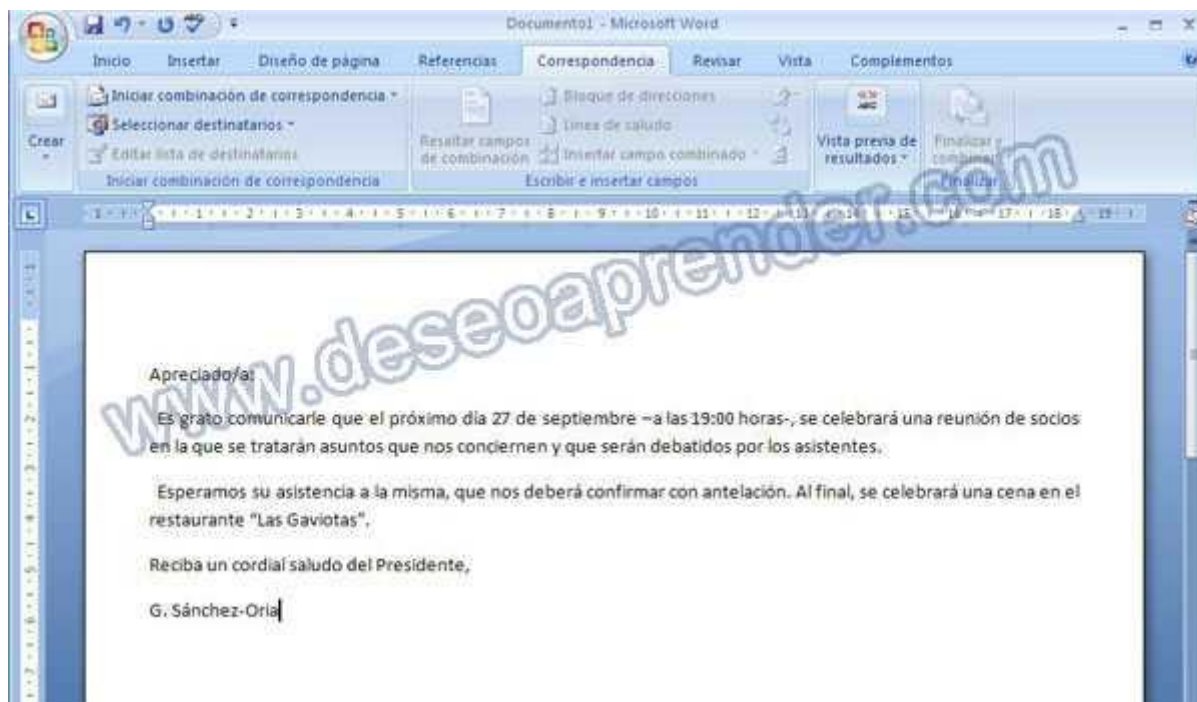 Documento1 - Microsoft Word
Inicio Insertar Diseño de página Referencias Correspondencia Revisar Vista Complementos
Crear
Iniciar combinación de correspondencia
Seleccionar destinatarios
Editar lista de destinatarios
Iniciar combinación de correspondencia
Resaltar campos
de combinación
Bloque de direcciones
Línea de saludo
Insertar campo combinado
Escribir e insertar campos
Vista previa de
resultados
Finalizar y
combinar
Finalizar
www.deseoaprender.com
Apreciado/a:
Es grato comunicarle que el próximo día 27 de septiembre –a las 19:00 horas-, se celebrará una reunión de socios
en la que se tratarán asuntos que nos conciernen y que serán debatidos por los asistentes.
Esperamos su asistencia a la misma, que nos deberá confirmar con antelación. Al final, se celebrará una cena en el
restaurante “Las Gaviotas”.
Reciba un cordial saludo del Presidente,
G. Sánchez-Oria